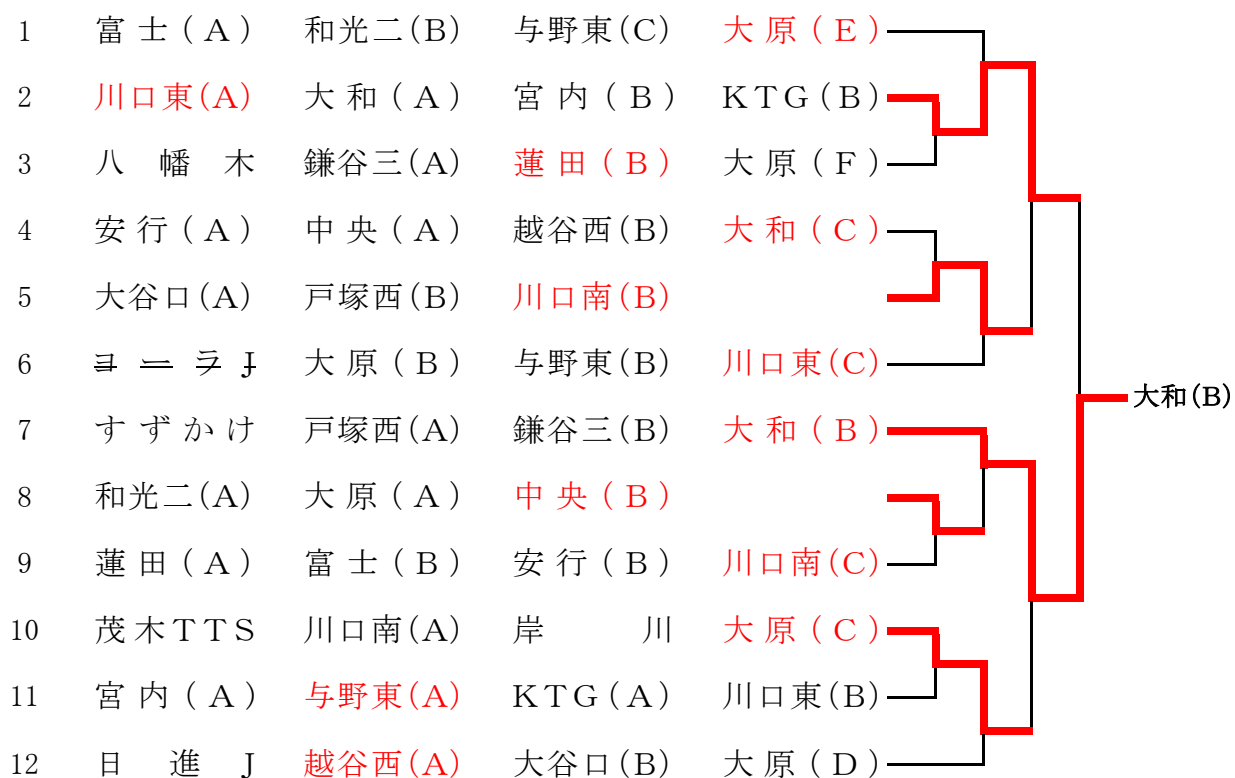 1 富士(A) 和光二(B) 与野東(C) 大原(E)
2 川口東(A) 大和(A) 宮内(B) KTG(B)
3 八幡木 鎌谷三(A) 蓮田(B) 大原(F)
4 安行(A) 中央(A) 越谷西(B) 大和(C)
5 大谷口(A) 戸塚西(B) 川口南(B)
6 ヨーラJ 大原(B) 与野東(B) 川口東(C)
大和(B)
7 すずかけ 戸塚西(A) 鎌谷三(B) 大和(B)
8 和光二(A) 大原(A) 中央(B)
9 蓮田(A) 富士(B) 安行(B) 川口南(C)
10 茂木TTS 川口南(A) 岸川 大原(C)
11 宮内(A) 与野東(A) KTG(A) 川口東(B)
12 日進J 越谷西(A) 大谷口(B) 大原(D)